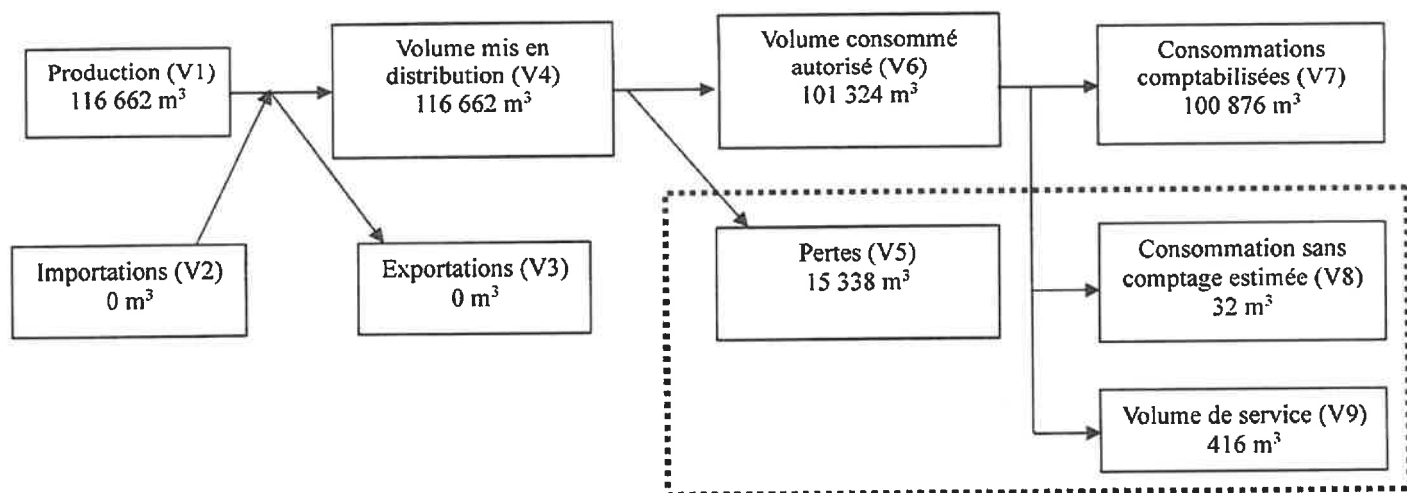 Production (V1)
116 662 m³
Volume mis en
distribution (V4)
116 662 m³
Volume consommé
autorisé (V6)
101 324 m³
Consommations
comptabilisées (V7)
100 876 m³
Importations (V2)
0 m³
Exportations (V3)
0 m³
Pertes (V5)
15 338 m³
Consommation sans
comptage estimée (V8)
32 m³
Volume de service (V9)
416 m³